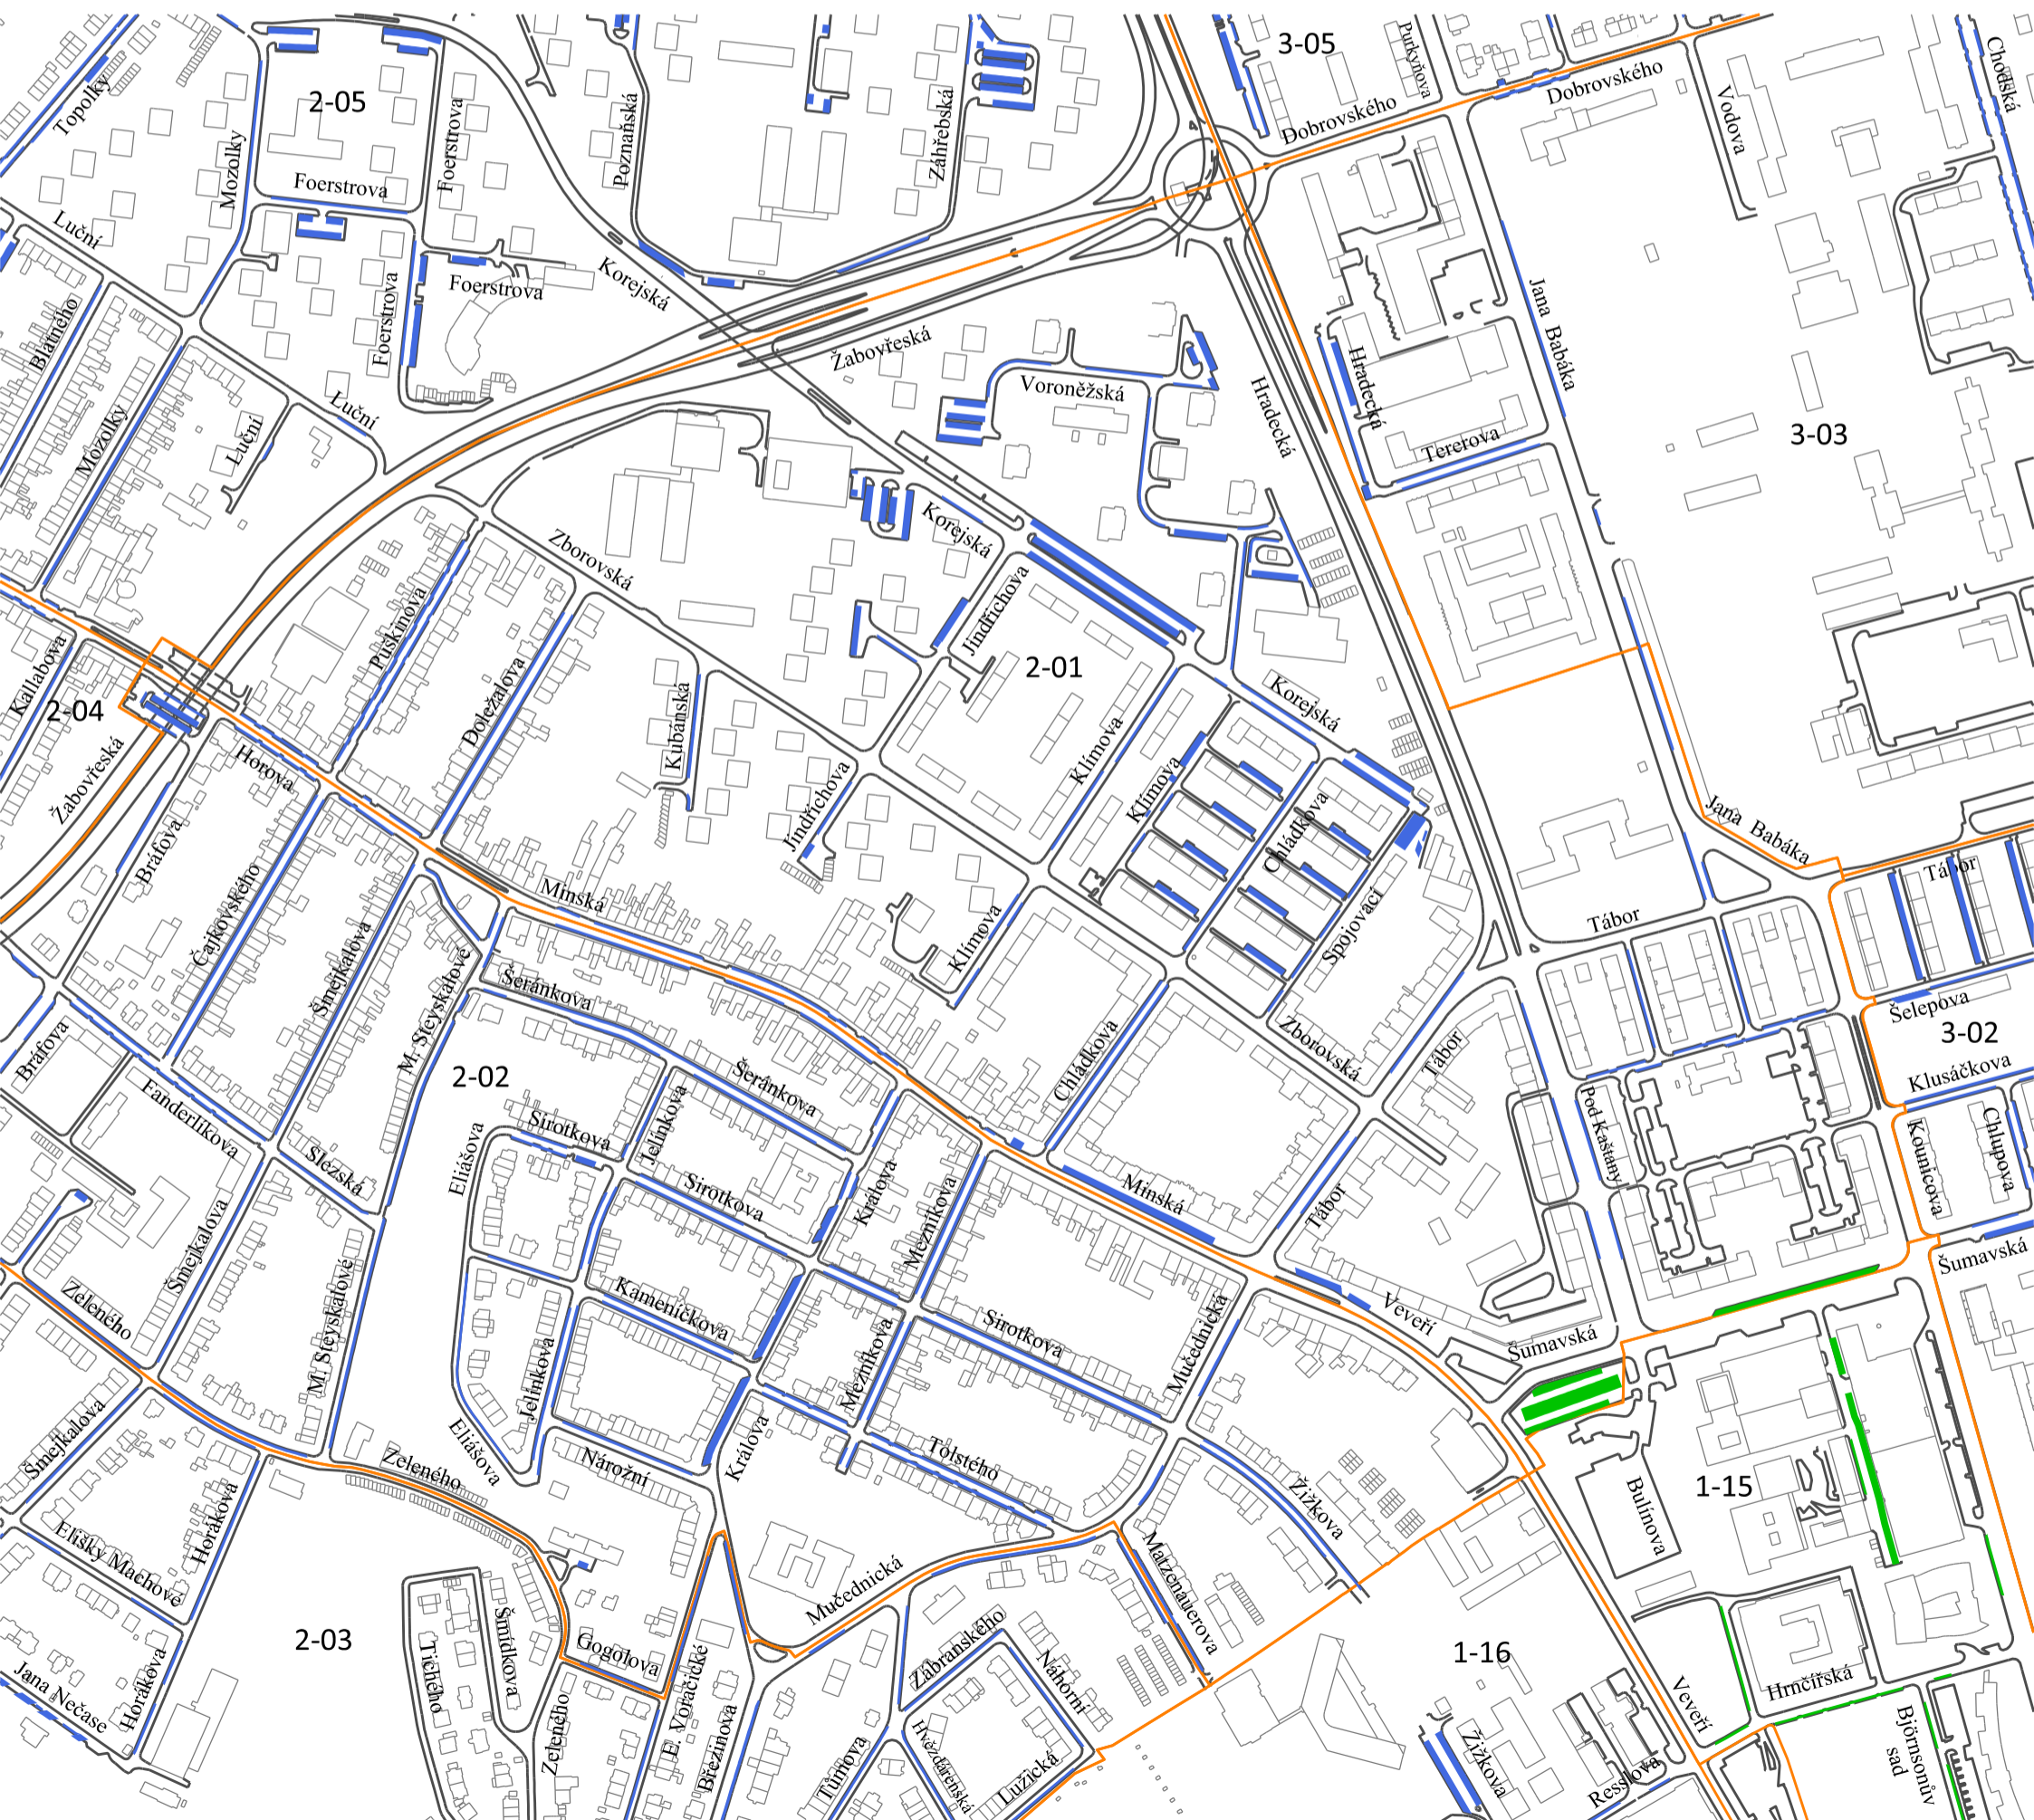 3-05
Purkyňova
Chodská
Topolky
2-05
Dobrovského
Dobrovského
Vodova
Mozolky
Foerstrova
Poznaňská
Záhřebská
Foerstrova
Luční
Foerstrova
Korejská
Foerstrova
Jana Babáka
Blatného
Žabovřeská
Voroněžská
Hradecká
Hradecká
Luční
Luční
Mozolky
Tererova
3-03
Korejská
Zborovská
Jindřichova
Puškinova
2-01
Kallabova
2-04
Doležalova
Kubánská
Korejská
Klímova
Žabovřeská
Horova
Klímova
Jindřichova
Chládkova
Jana Babáka
Bráfova
Minská
Tábor
Čajkovského
Šmejkalova
Klímova
Spojovací
Tábor
M. Steyskalové
Šeránkova
Šelepova
3-02
Bráfova
2-02
Šeránkova
Chládkova
Zborovská
Tábor
Klusáčkova
Fanderlíkova
Sirotkova
Jelínkova
Pod Kaštany
Chlupova
Eliášova
Slezská
Sirotkova
Králova
Minská
Tábor
Kounicova
Mezníkova
Šmejkalova
Šumavská
Zeleného
M. Steyskalové
Kameníčkova
Sirotkova
Mučednická
Veveří
Šumavská
Mezníkova
Jelínkova
Šmejkalova
Eliášova
Králova
Tolstého
Zeleného
Nárožní
Žižkova
1-15
Bulínova
Horákova
Elišky Machové
Matzenauerova
Mučednická
2-03
Šmídkova
Tichého
Gogolova
Zábranského
Náhorní
1-16
Jana Nečase
Horákova
E. Voračické
Hrnčířská
Veveří
Zeleného
Březinova
Tůmova
Hvězdárenská
Lužická
Žižkova
Resslova
Björnsonův
sad